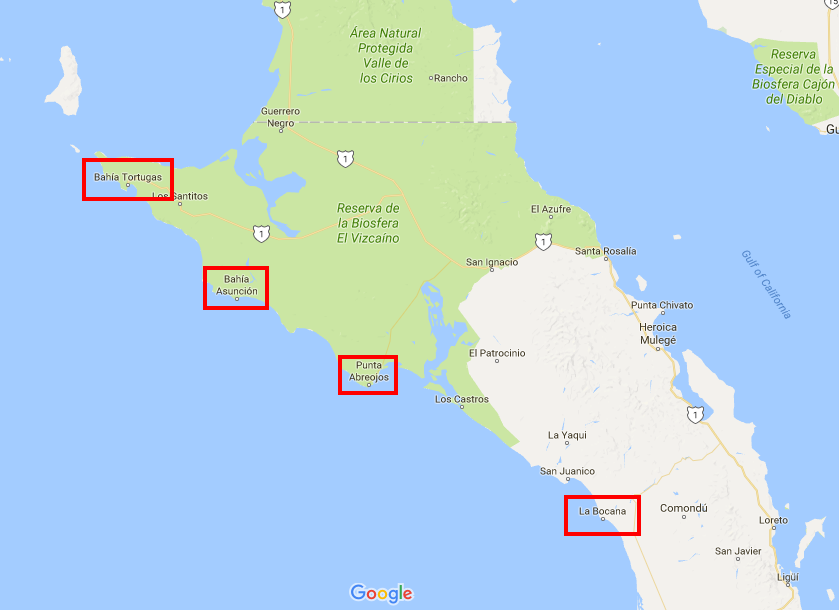 1
15
Área Natural
Protegida
Valle de
los Cirios
Rancho
Reserva
Especial de la
Biosfera Cajón
del Diablo
Guerrero
Negro
Gu
1
Bahía Tortugas
Los Santitos
Reserva de
la Biosfera
El Vizcaíno
El Azufre
1
1
Santa Rosalía
San Ignacio
Gulf of California
Bahía
Asunción
Punta Chivato
Heroica
Mulegé
El Patrocinio
Punta
Abreojos
Los Castros
1
La Yaqui
San Juanico
La Bocana
Comondú
Loreto
San Javier
Ligüí
Google